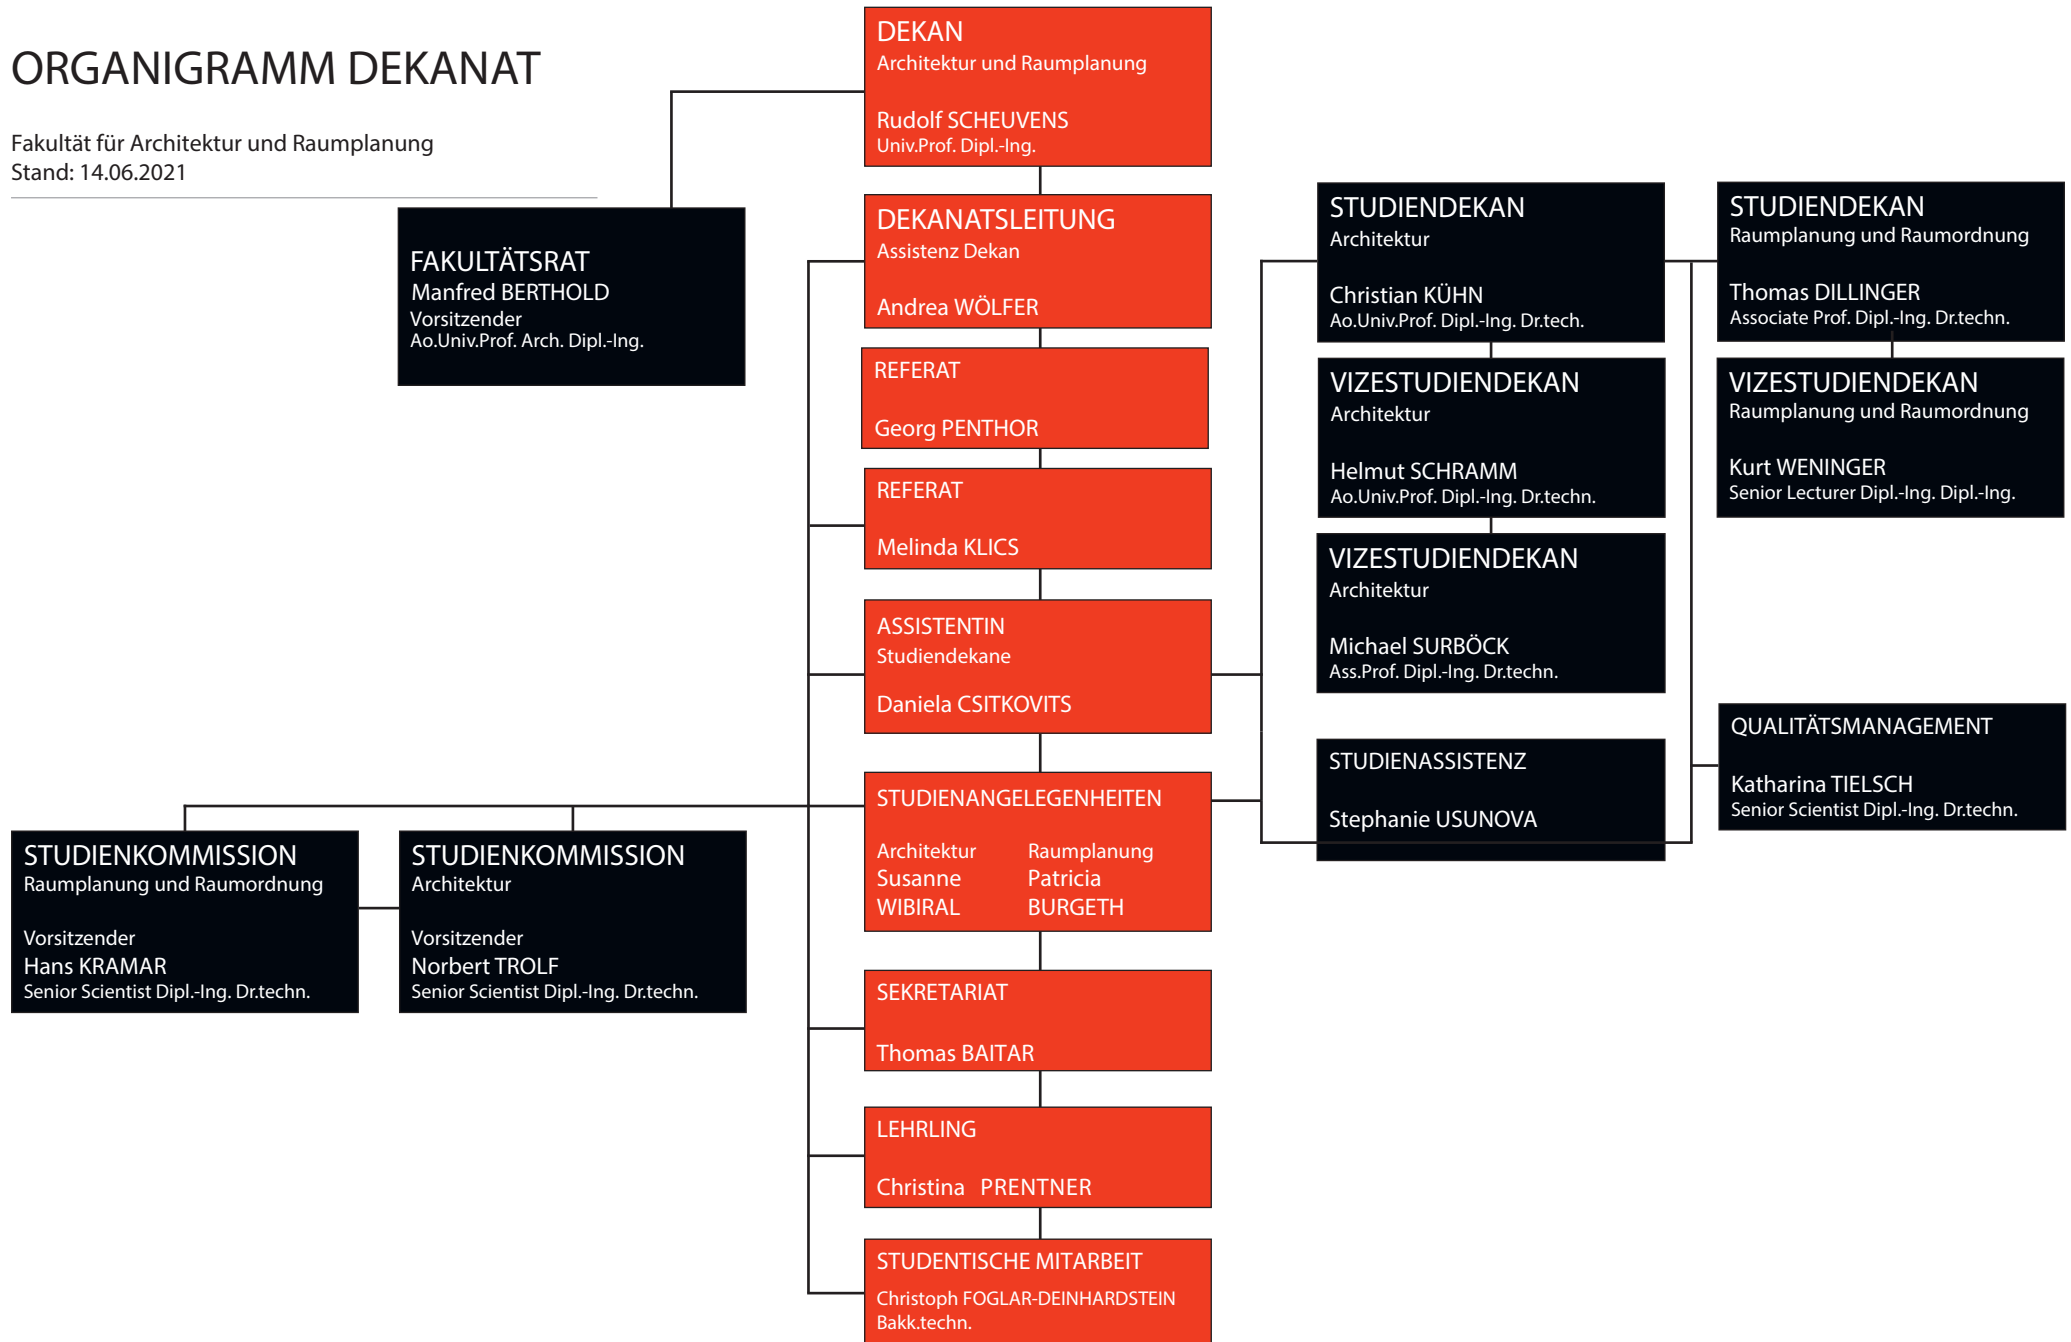 ORGANIGRAMM DEKANAT
Fakultät für Architektur und Raumplanung
Stand: 14.06.2021
DEKAN
Architektur und Raumplanung
Rudolf SCHEUVENS
Univ.Prof. Dipl.-Ing.
FAKULTÄTSRAT
Manfred BERTHOLD
Vorsitzender
Ao.Univ.Prof. Arch. Dipl.-Ing.
DEKANATSLEITUNG
Assistenz Dekan
Andrea WÖLFER
REFERAT
Georg PENTHOR
REFERAT
Melinda KLICS
ASSISTENTIN
Studiendekane
Daniela CSITKOVITS
STUDIENANGELEGENHEITEN
Architektur Raumplanung
Susanne Patricia
WIBIRAL BURGETH
SEKRETARIAT
Thomas BAITAR
LEHRLING
Christina PRENTNER
STUDENTISCHE MITARBEIT
Christoph FOGLAR-DEINHARDSTEIN
Bakk.techn.
STUDIENKOMMISSION
Raumplanung und Raumordnung
Vorsitzender
Hans KRAMAR
Senior Scientist Dipl.-Ing. Dr.techn.
STUDIENKOMMISSION
Architektur
Vorsitzender
Norbert TROLF
Senior Scientist Dipl.-Ing. Dr.techn.
STUDIENDEKAN
Architektur
Christian KÜHN
Ao.Univ.Prof. Dipl.-Ing. Dr.tech.
VIZESTUDIENDEKAN
Architektur
Helmut SCHRAMM
Ao.Univ.Prof. Dipl.-Ing. Dr.techn.
VIZESTUDIENDEKAN
Architektur
Michael SURBÖCK
Ass.Prof. Dipl.-Ing. Dr.techn.
STUDIENASSISTENZ
Stephanie USUNOVA
STUDIENDEKAN
Raumplanung und Raumordnung
Thomas DILLINGER
Associate Prof. Dipl.-Ing. Dr.techn.
VIZESTUDIENDEKAN
Raumplanung und Raumordnung
Kurt WENINGER
Senior Lecturer Dipl.-Ing. Dipl.-Ing.
QUALITÄTSMANAGEMENT
Katharina TIELSCH
Senior Scientist Dipl.-Ing. Dr.techn.